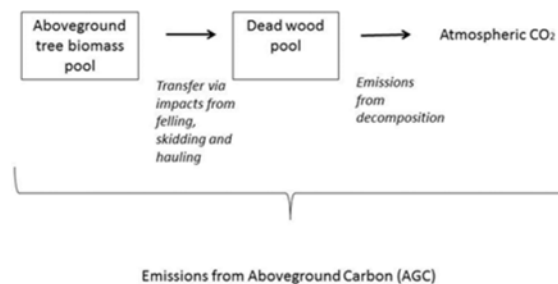 Aboveground
tree biomass
pool
Dead wood
pool
Atmospheric CO₂
Transfer via
impacts from
felling,
skidding and
hauling
Emissions
from
decomposition
Emissions from Aboveground Carbon (AGC)